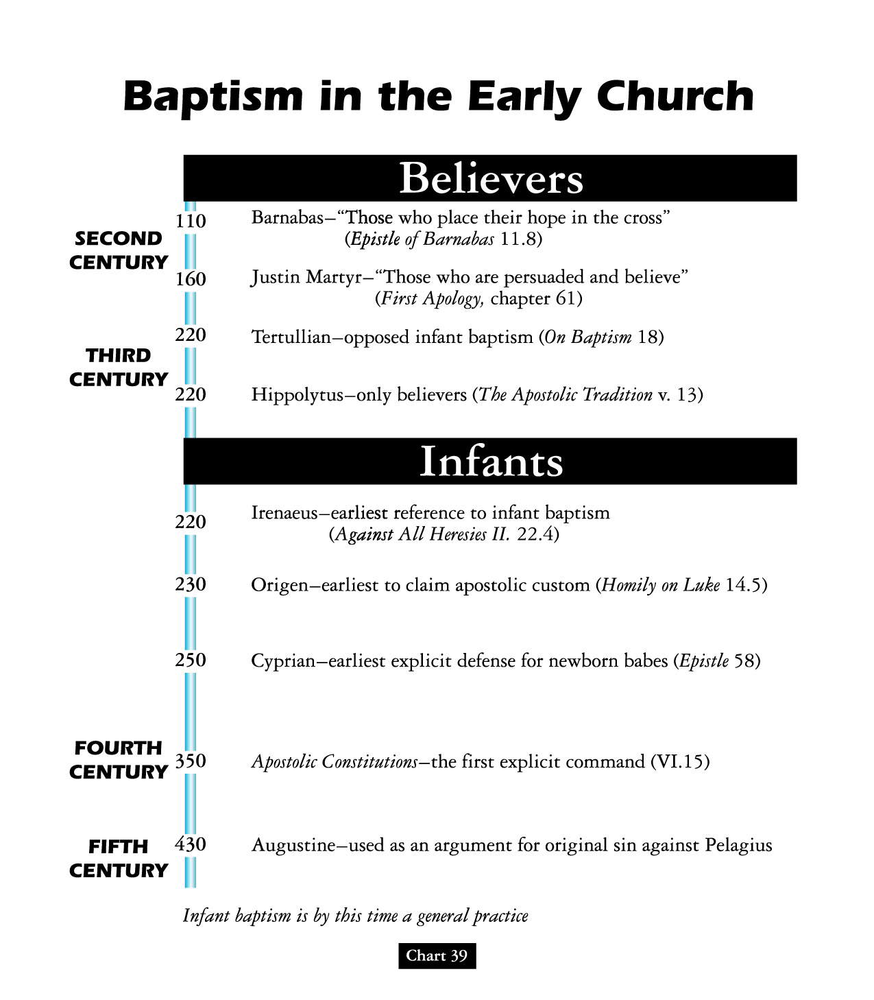 Baptism in the Early Church
Believers
110
Barnabas–“Those who place their hope in the cross”
(Epistle of Barnabas 11.8)
SECOND
CENTURY
160
Justin Martyr–“Those who are persuaded and believe”
(First Apology, chapter 61)
220
Tertullian–opposed infant baptism (On Baptism 18)
THIRD
CENTURY
220
Hippolytus–only believers (The Apostolic Tradition v. 13)
Infants
220
Irenaeus–earliest reference to infant baptism
(Against All Heresies II. 22.4)
230
Origen–earliest to claim apostolic custom (Homily on Luke 14.5)
250
Cyprian–earliest explicit defense for newborn babes (Epistle 58)
FOURTH
CENTURY
350
Apostolic Constitutions–the first explicit command (VI.15)
FIFTH
CENTURY
430
Augustine–used as an argument for original sin against Pelagius
Infant baptism is by this time a general practice
Chart 39